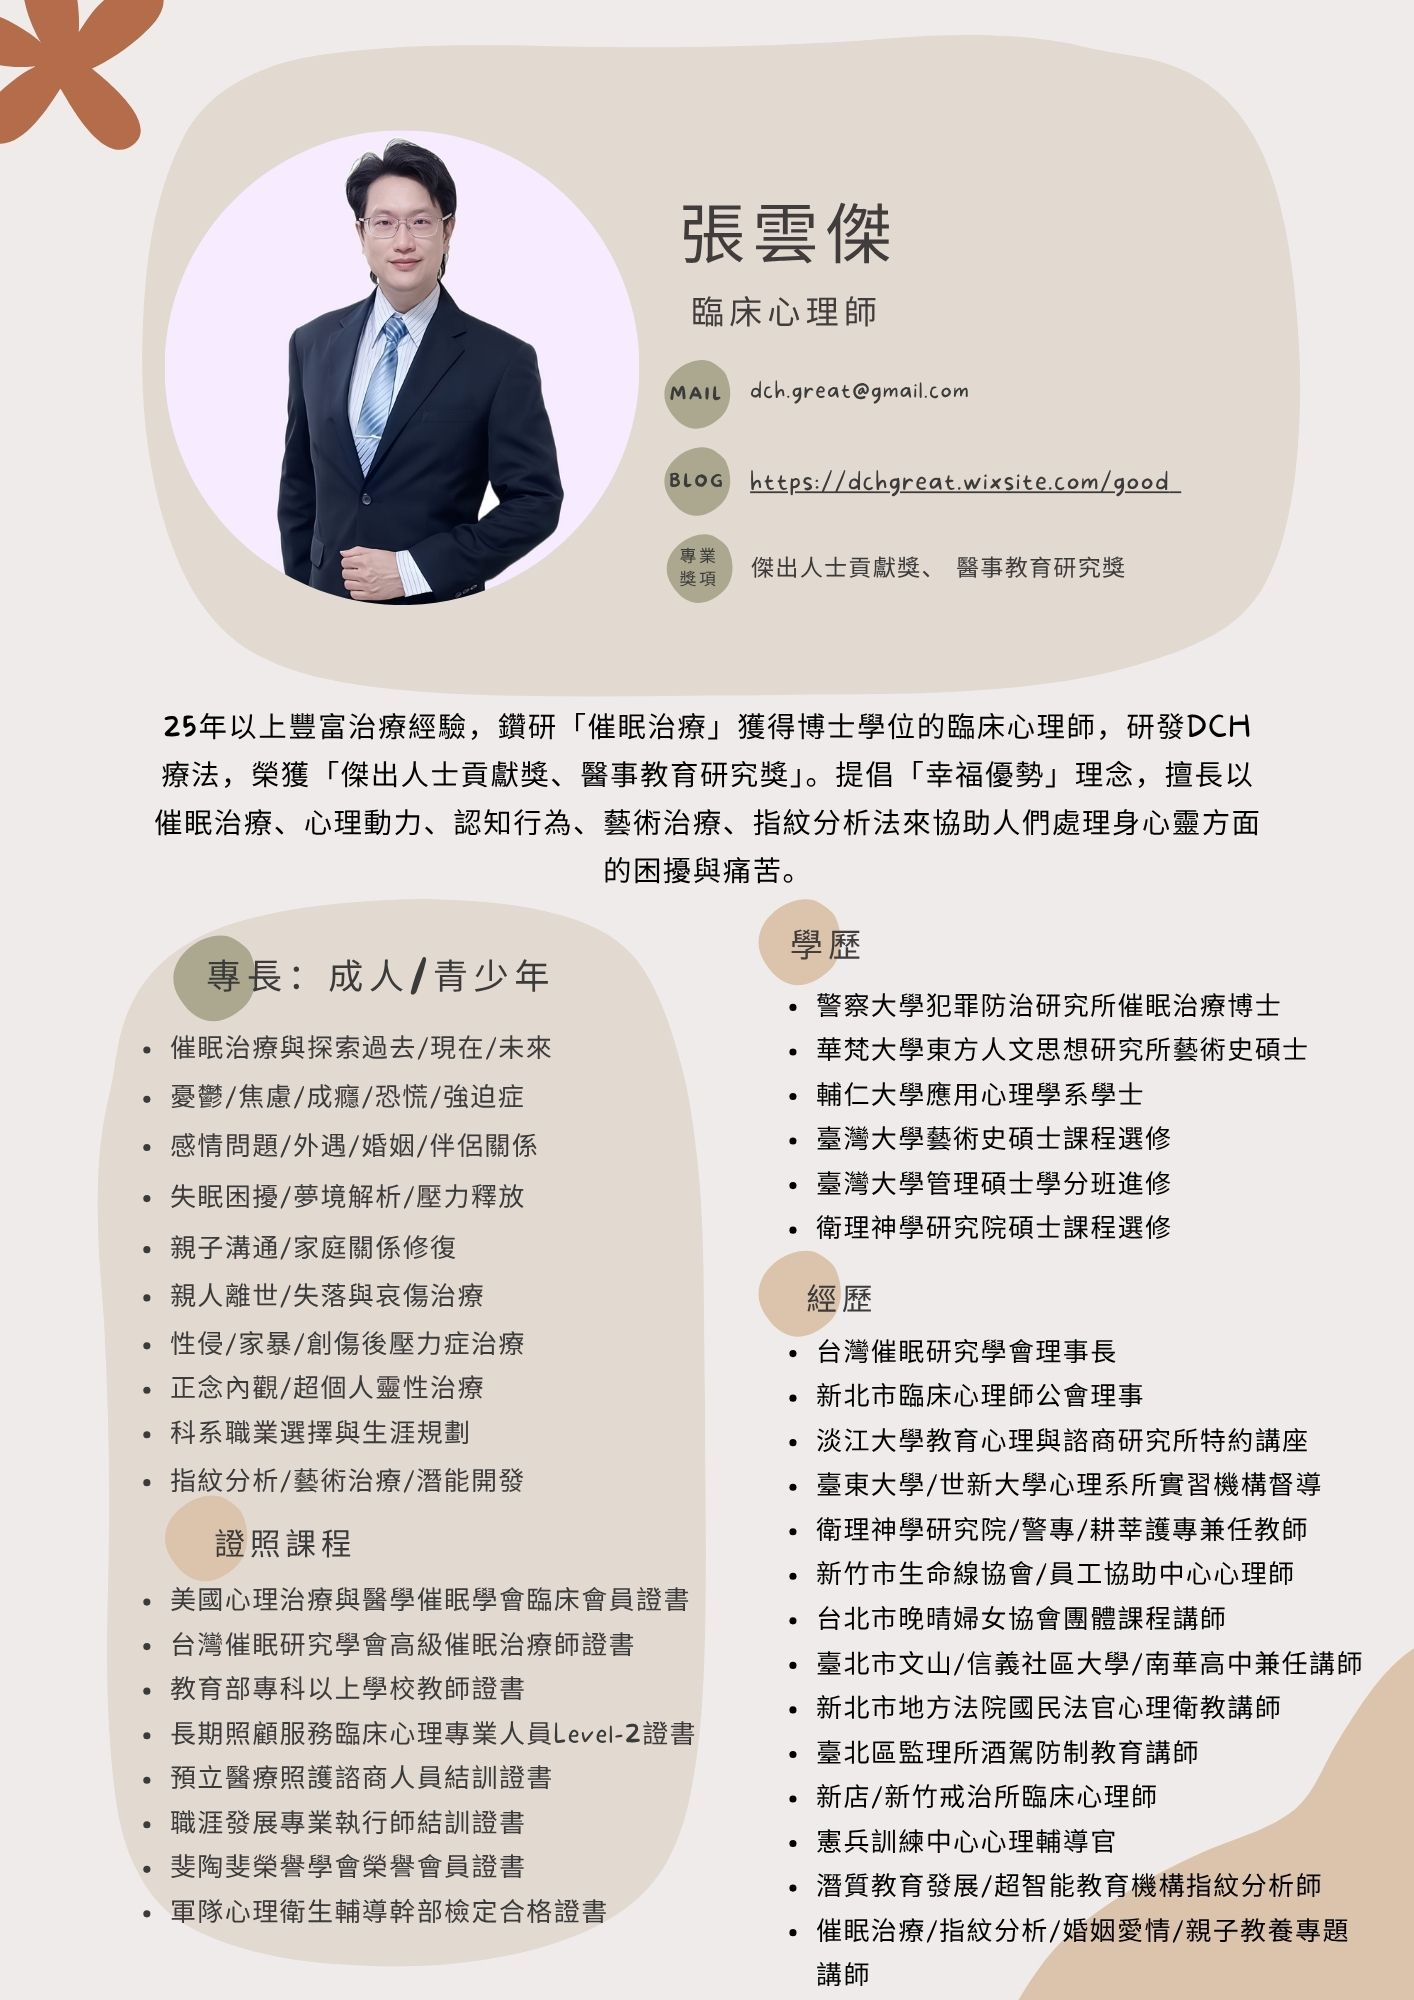 張雲傑
臨床心理師
MAIL
dch.great@gmail.com
BLOG
https://dchgreat.wixsite.com/good
專業
獎項
傑出人士貢獻獎、 醫事教育研究獎
25年以上豐富治療經驗，鑽研「催眠治療」獲得博士學位的臨床心理師，研發DCH
療法，榮獲「傑出人士貢獻獎、醫事教育研究獎」。提倡「幸福優勢」理念，擅長以
催眠治療、心理動力、認知行為、藝術治療、指紋分析法來協助人們處理身心靈方面
的困擾與痛苦。
專長：成人/青少年
• 催眠治療與探索過去/現在/未來
• 憂鬱/焦慮/成癮/恐慌/強迫症
• 感情問題/外遇/婚姻/伴侶關係
• 失眠困擾/夢境解析/壓力釋放
• 親子溝通/家庭關係修復
• 親人離世/失落與哀傷治療
• 性侵/家暴/創傷後壓力症治療
• 正念內觀/超個人靈性治療
• 科系職業選擇與生涯規劃
• 指紋分析/藝術治療/潛能開發
證照課程
• 美國心理治療與醫學催眠學會臨床會員證書
• 台灣催眠研究學會高級催眠治療師證書
• 教育部專科以上學校教師證書
• 長期照顧服務臨床心理專業人員Level-2證書
• 預立醫療照護諮商人員結訓證書
• 職涯發展專業執行師結訓證書
• 斐陶斐榮譽學會榮譽會員證書
• 軍隊心理衛生輔導幹部檢定合格證書
學歷
• 警察大學犯罪防治研究所催眠治療博士
• 華梵大學東方人文思想研究所藝術史碩士
• 輔仁大學應用心理學系學士
• 臺灣大學藝術史碩士課程選修
• 臺灣大學管理碩士學分班進修
• 衛理神學研究院碩士課程選修
經歷
• 台灣催眠研究學會理事長
• 新北市臨床心理師公會理事
• 淡江大學教育心理與諮商研究所特約講座
• 臺東大學/世新大學心理系所實習機構督導
• 衛理神學研究院/警專/耕莘護專兼任教師
• 新竹市生命線協會/員工協助中心心理師
• 台北市晚晴婦女協會團體課程講師
• 臺北市文山/信義社區大學/南華高中兼任講師
• 新北市地方法院國民法官心理衛教講師
• 臺北區監理所酒駕防制教育講師
• 新店/新竹戒治所臨床心理師
• 憲兵訓練中心心理輔導官
• 潛質教育發展/超智能教育機構指紋分析師
• 催眠治療/指紋分析/婚姻愛情/親子教養專題
講師